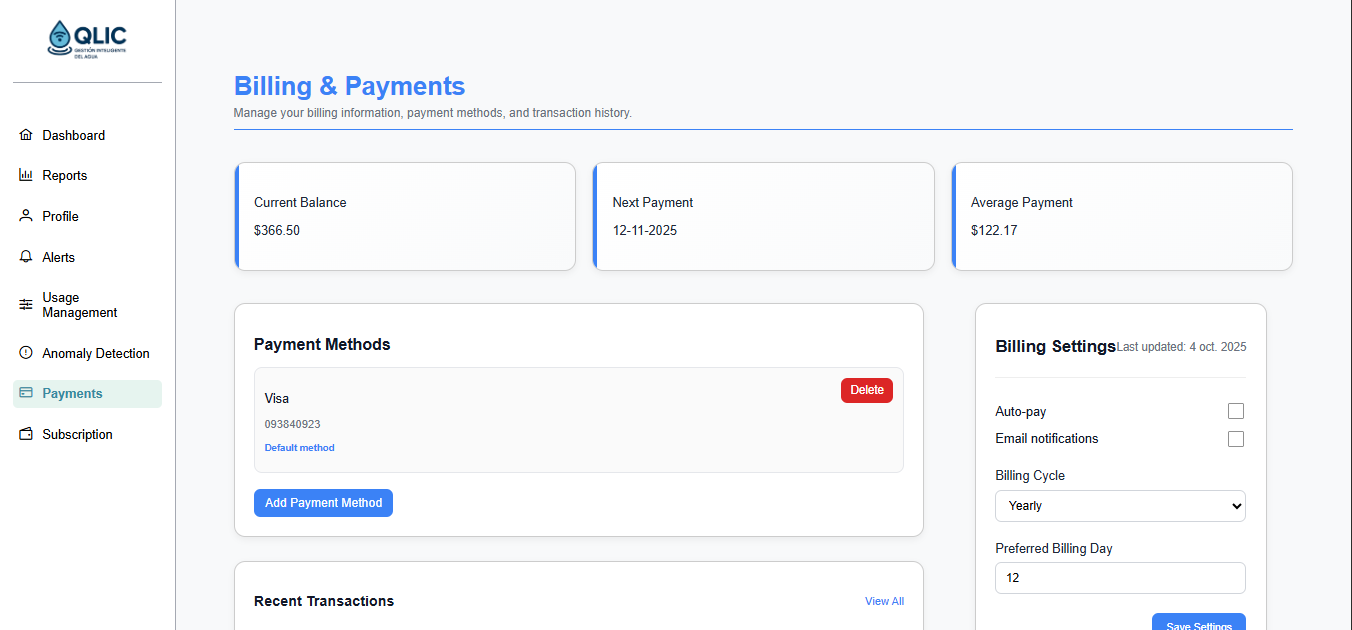 QLIC
GESTIÓN INTELIGENTE
DEL AGUA
Dashboard
Reports
Profile
Alerts
Usage
Management
Anomaly Detection
Payments
Subscription
Billing & Payments
Manage your billing information, payment methods, and transaction history.
Current Balance
$366.50
Next Payment
12-11-2025
Average Payment
$122.17
Payment Methods
Visa
Delete
093840923
Default method
Add Payment Method
Recent Transactions
View All
Billing Settings
Last updated: 4 oct. 2025
Auto-pay
Email notifications
Billing Cycle
Yearly
Preferred Billing Day
12
Save Settings